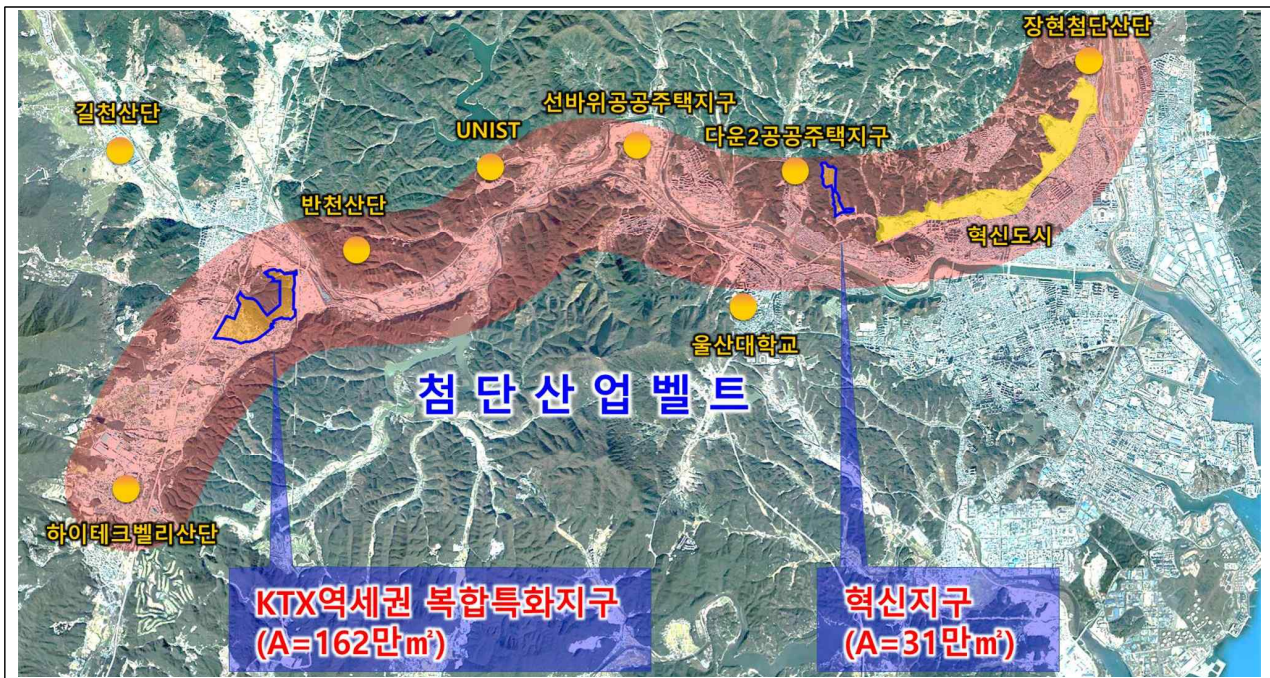 장현첨단산단
길천산단
선바위공공주택지구
UNIST
다운2공공주택지구
반천산단
혁신도시
울산대학교
첨단산업벨트
하이테크벨리산단
KTX역세권 복합특화지구
(A=162만㎡)
혁신지구
(A=31만㎡)